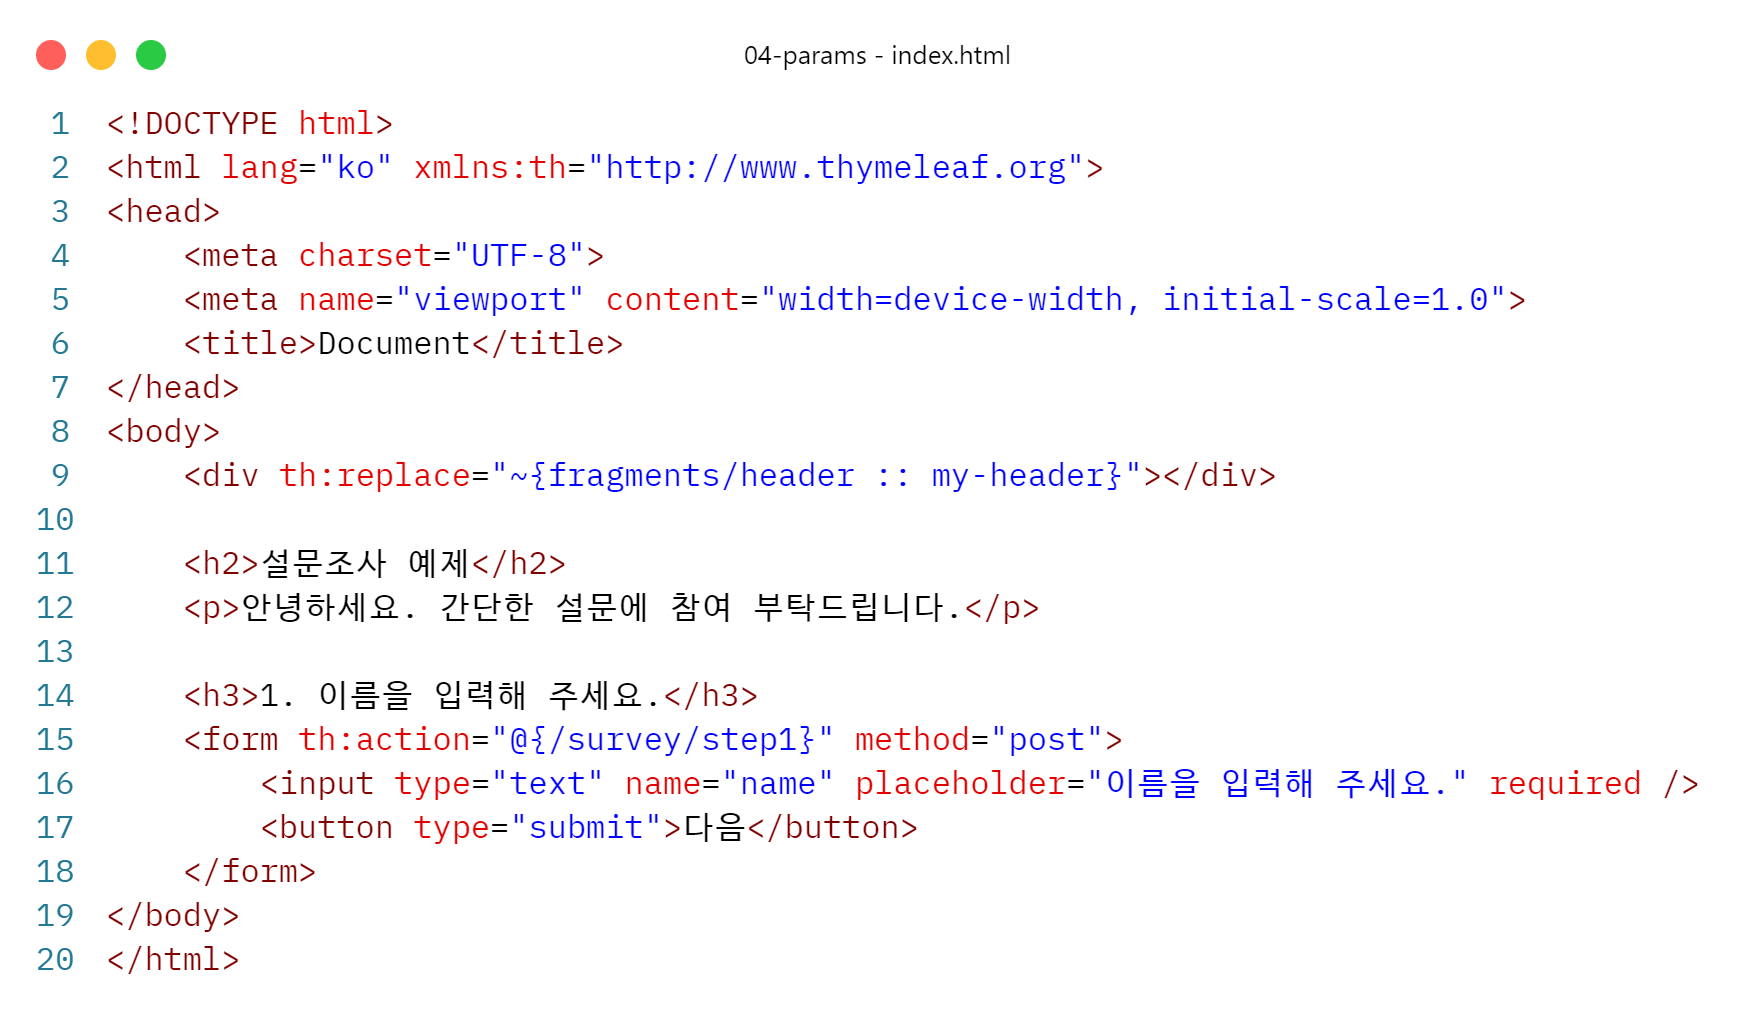 04-params - index.html
1 <!DOCTYPE html>
2 <html lang="ko" xmlns:th="http://www.thymeleaf.org">
3 <head>
4     <meta charset="UTF-8">
5     <meta name="viewport" content="width=device-width, initial-scale=1.0">
6     <title>Document</title>
7 </head>
8 <body>
9     <div th:replace="~{fragments/header :: my-header}"></div>
10
11     <h2>설문조사 예제</h2>
12     <p>안녕하세요. 간단한 설문에 참여 부탁드립니다.</p>
13
14     <h3>1. 이름을 입력해 주세요.</h3>
15     <form th:action="@{/survey/step1}" method="post">
16         <input type="text" name="name" placeholder="이름을 입력해 주세요." required />
17         <button type="submit">다음</button>
18     </form>
19 </body>
20 </html>